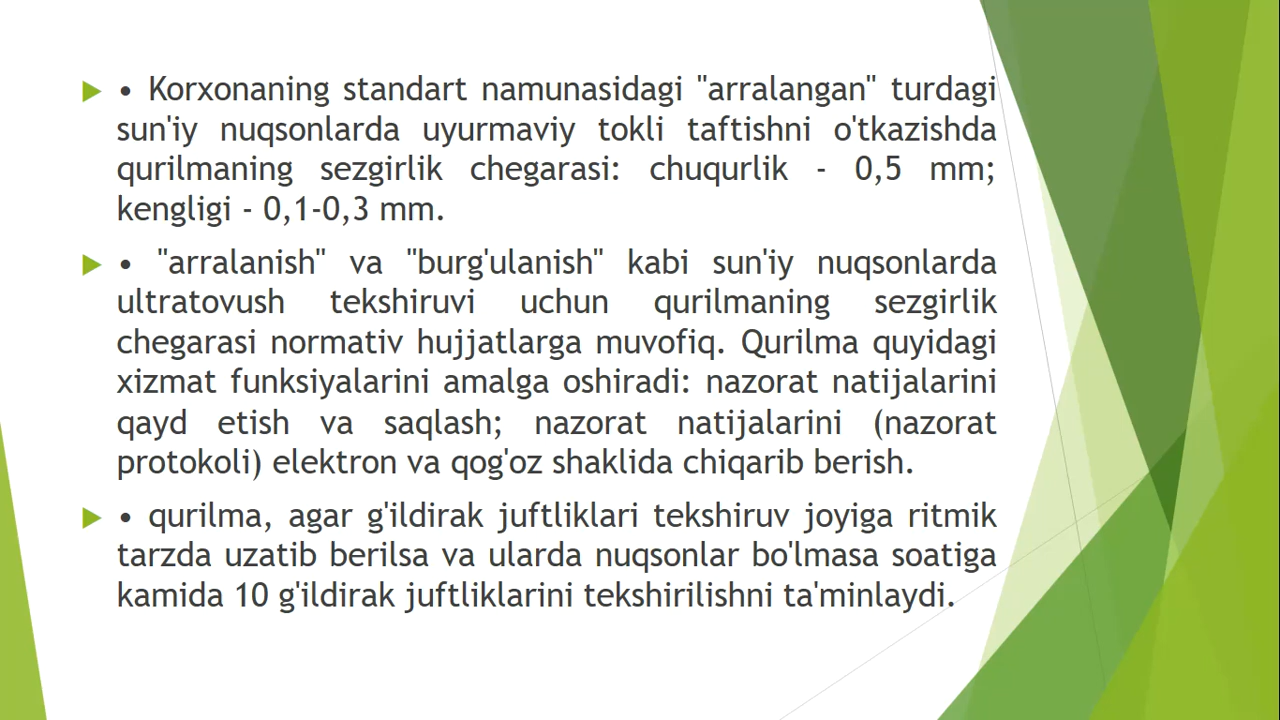 • Korxonaning standart namunasidagi "arralangan" turdagi
sun'iy nuqsonlarda uyurmaviy tokli taftishni o'tkazishda
qurilmaning sezgirlik chegarasi: chuqurlik - 0,5 mm;
kengligi - 0,1-0,3 mm.
• "arralanish" va "burg'ulanish" kabi sun'iy nuqsonlarda
ultratovush tekshiruvi uchun qurilmaning sezgirlik
chegarasi normativ hujjatlarga muvofiq. Qurilma quyidagi
xizmat funksiyalarini amalga oshiradi: nazorat natijalarini
qayd etish va saqlash; nazorat natijalarini (nazorat
protokoli) elektron va qog'oz shaklida chiqarib berish.
• qurilma, agar g'ildirak juftliklari tekshiruv joyiga ritmik
tarzda uzatib berilsa va ularda nuqsonlar bo'lmasa soatiga
kamida 10 g'ildirak juftliklarini tekshirilishni ta'minlaydi.